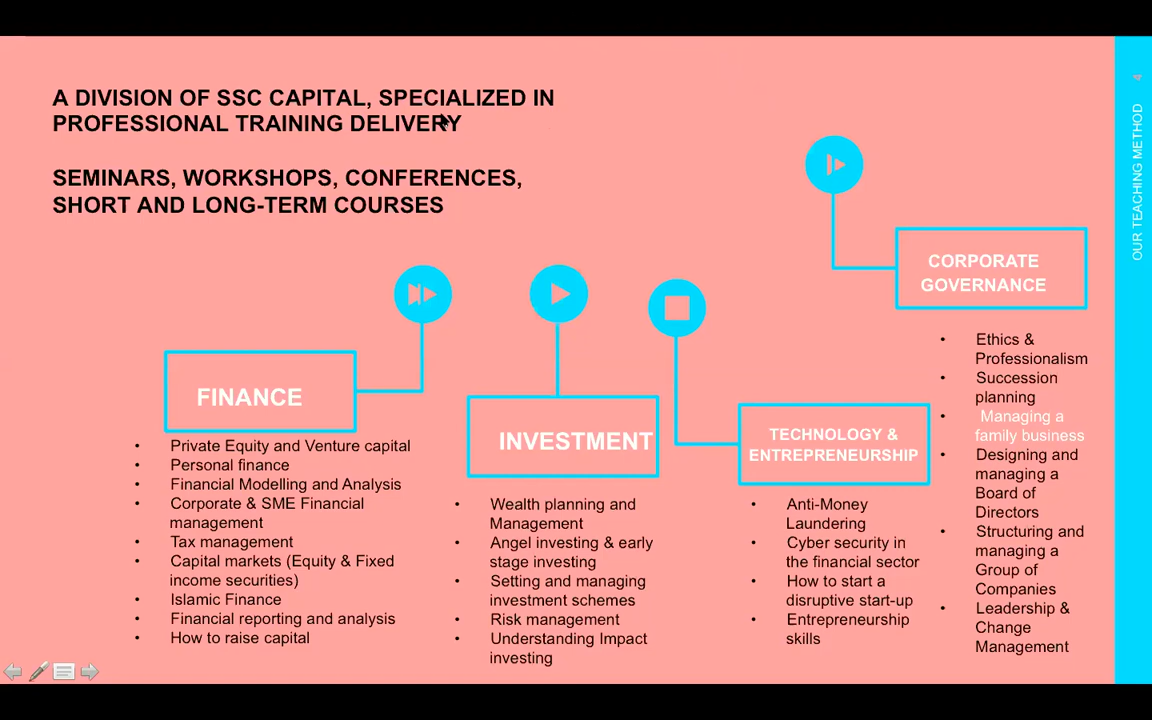 A DIVISION OF SSC CAPITAL, SPECIALIZED IN
PROFESSIONAL TRAINING DELIVERY
SEMINARS, WORKSHOPS, CONFERENCES,
SHORT AND LONG-TERM COURSES
FINANCE
• Private Equity and Venture capital
• Personal finance
• Financial Modelling and Analysis
• Corporate & SME Financial
management
• Tax management
• Capital markets (Equity & Fixed
income securities)
• Islamic Finance
• Financial reporting and analysis
• How to raise capital
INVESTMENT
• Wealth planning and
Management
• Angel investing & early
stage investing
• Setting and managing
investment schemes
• Risk management
• Understanding Impact
investing
TECHNOLOGY &
ENTREPRENEURSHIP
• Anti-Money
Laundering
• Cyber security in
the financial sector
• How to start a
disruptive start-up
• Entrepreneurship
skills
CORPORATE
GOVERNANCE
• Ethics &
Professionalism
• Succession
planning
• Managing a
family business
• Designing and
managing a
Board of
Directors
• Structuring and
managing a
Group of
Companies
• Leadership &
Change
Management
4
OUR TEACHING METHOD